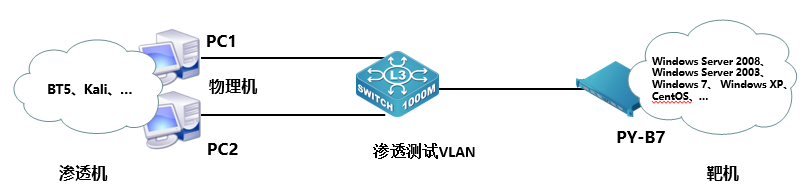 PC1
BT5、Kali、...
物理机
PC2
渗透机
L3
SWITCH 1000M
渗透测试VLAN
Windows Server 2008、
Windows Server 2003、
Windows 7、 Windows XP、
CentOS、...
PY-B7
靶机